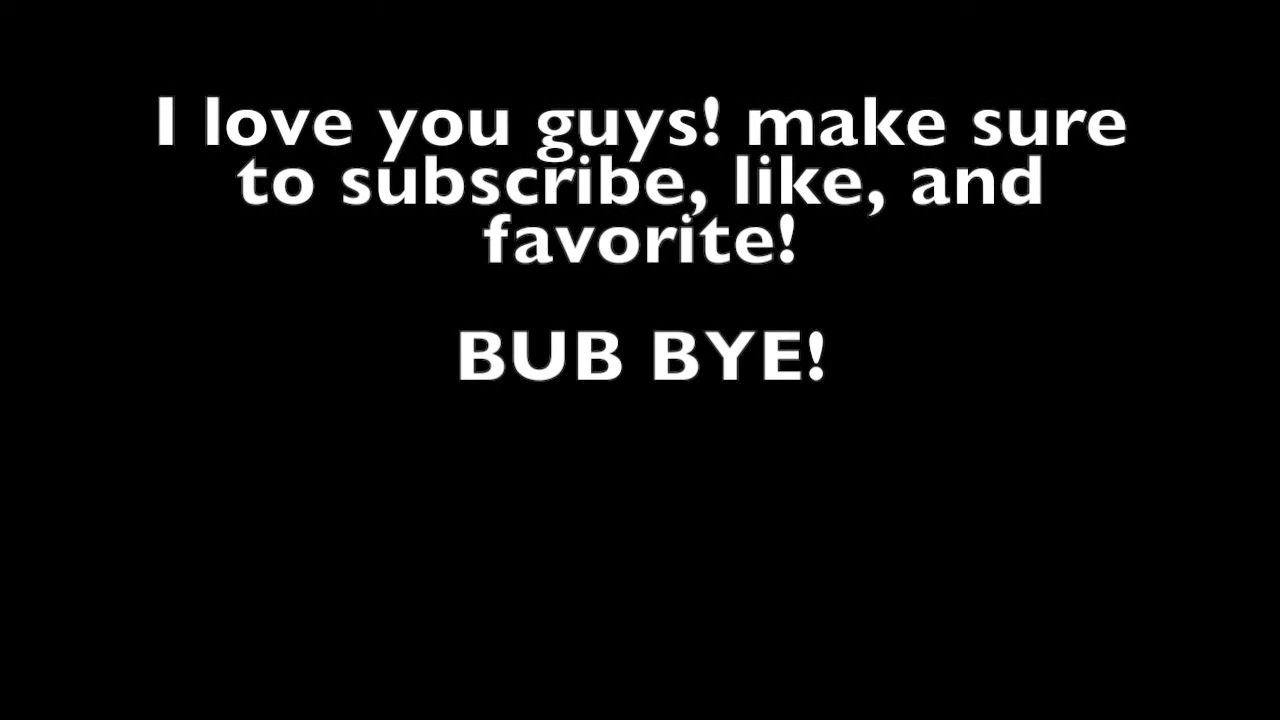 I love you guys! make sure
to subscribe, like, and
favorite!
BUB BYE!